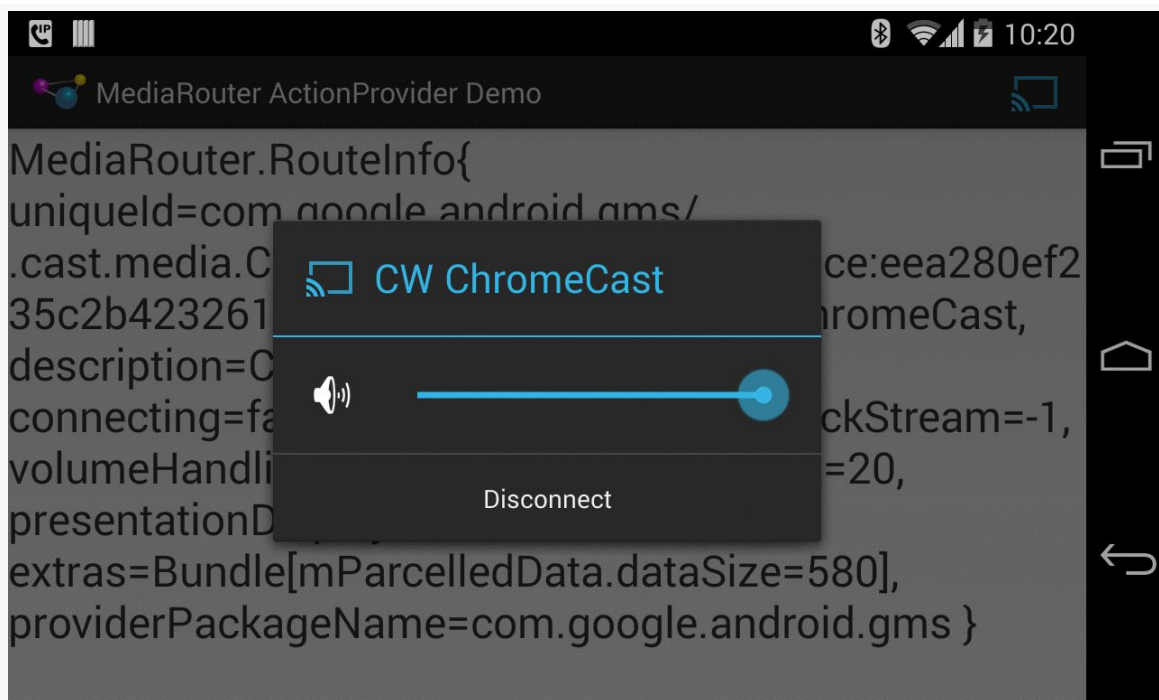 10:20
MediaRouter ActionProvider Demo
MediaRouter.RouteInfo{
uniqueId=com.google.android.gms/
.cast.media.C ce:eea280ef2
35c2b423261 hromeCast,
description=C
connecting=fa ckStream=-1,
volumeHandli =20,
presentationD
extras=Bundle[mParcelledData.dataSize=580],
providerPackageName=com.google.android.gms }
CW ChromeCast
Disconnect